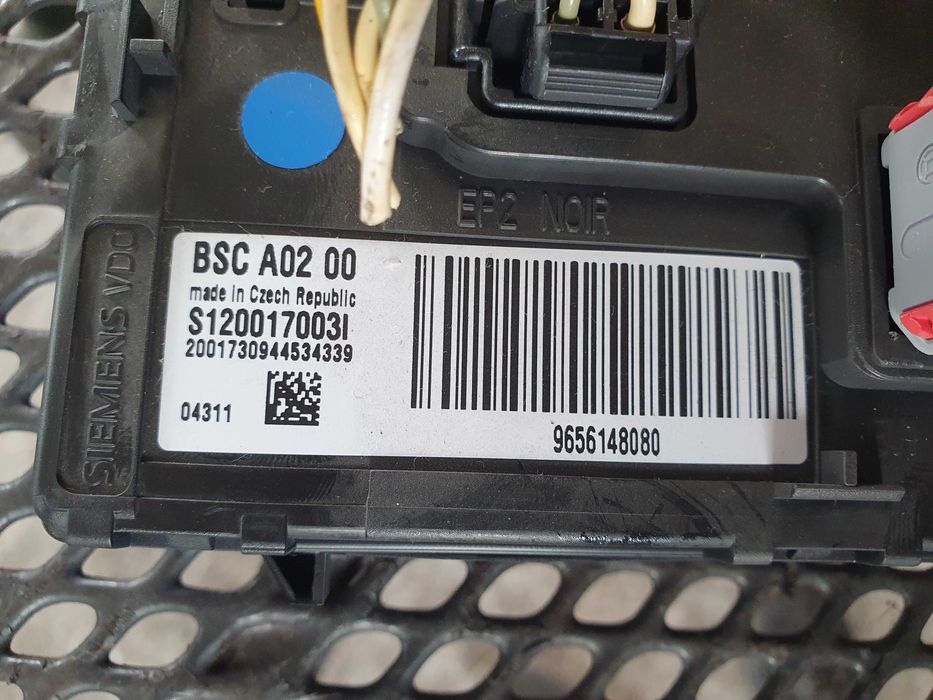 EP2 NOIR
SIEMENS VDO
BSC A02 00
made in Czech Republic
S120017003I
2001730944534339
04311
9656148080